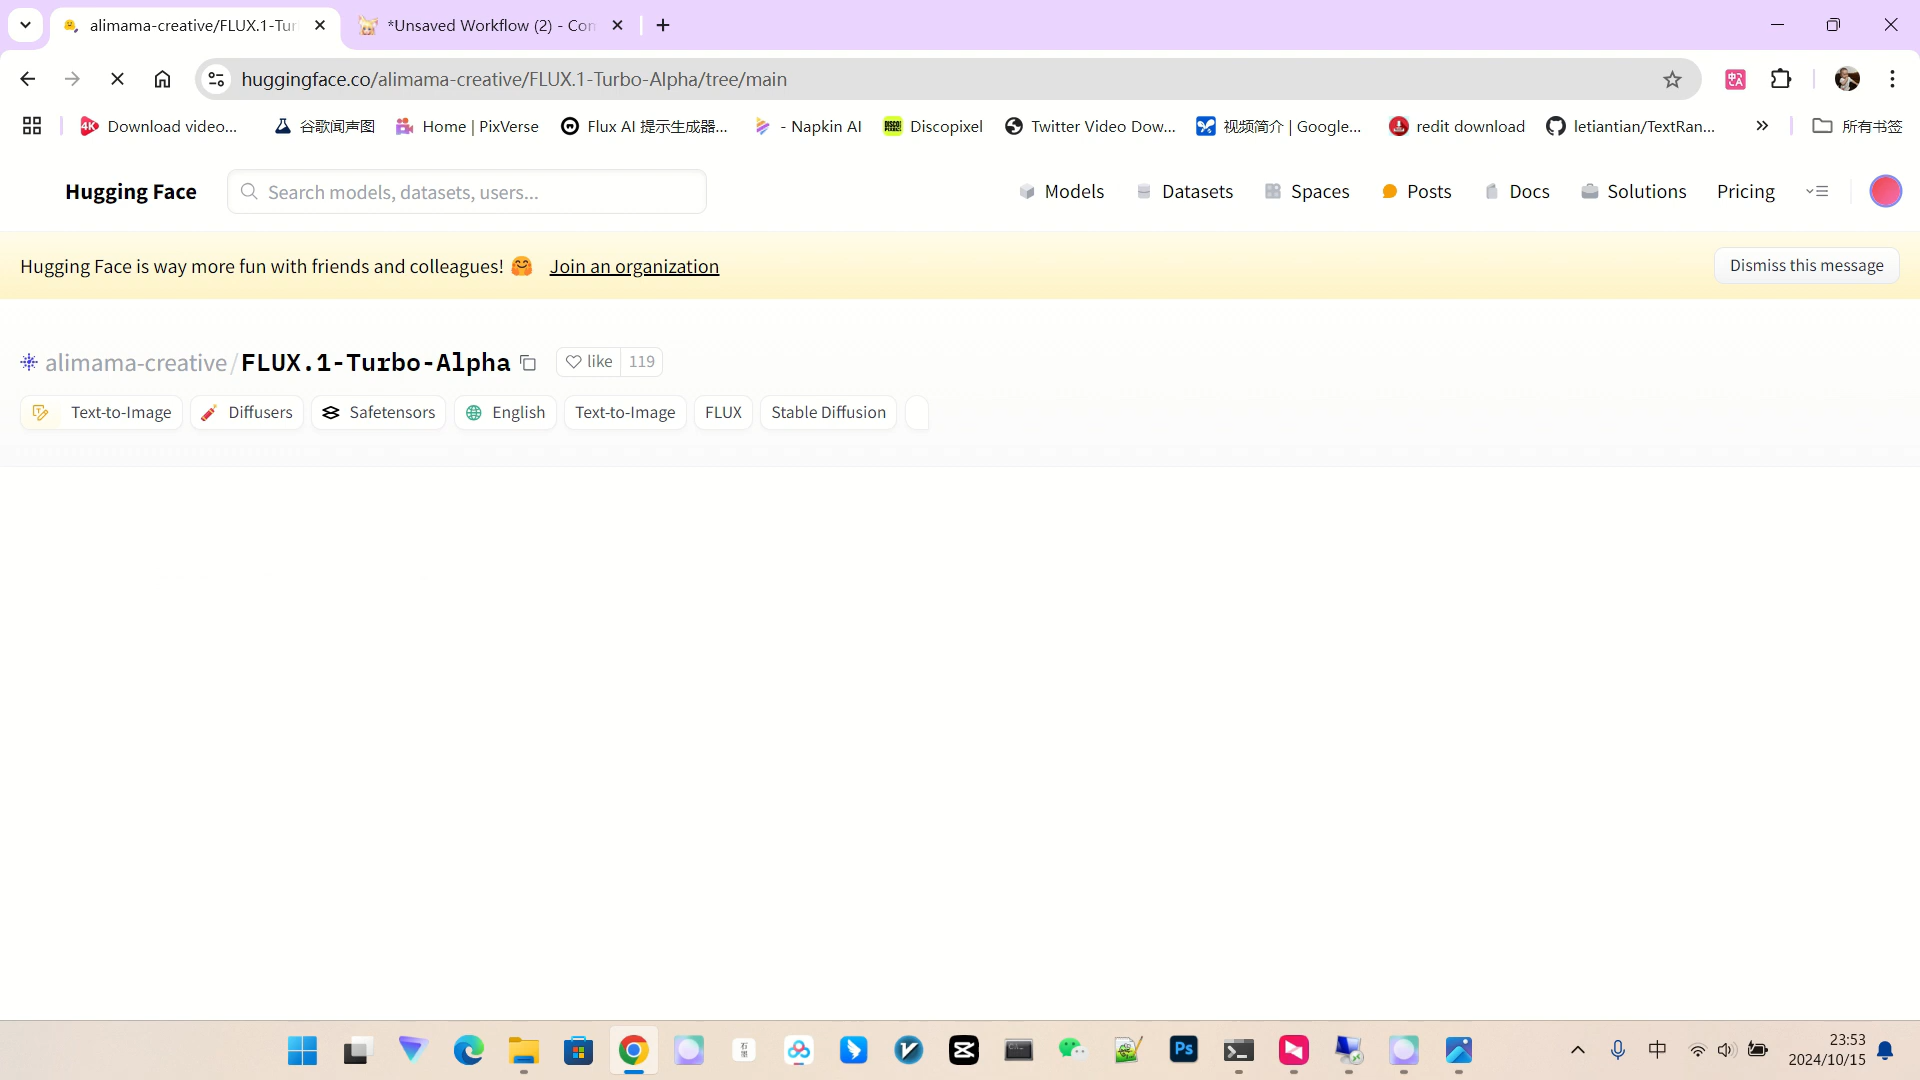 alimama-creative/FLUX.1-Tur
*Unsaved Workflow (2) - Con
huggingface.co/alimama-creative/FLUX.1-Turbo-Alpha/tree/main
Download video...
谷歌闻声图
Home | PixVerse
Flux AI 提示生成器...
- Napkin AI
Discopixel
Twitter Video Dow...
视频简介 | Google...
redit download
letiantian/TextRan...
所有书签
Hugging Face
Search models, datasets, users...
Models
Datasets
Spaces
Posts
Docs
Solutions
Pricing
Hugging Face is way more fun with friends and colleagues! 🤗 Join an organization
Dismiss this message
alimama-creative/FLUX.1-Turbo-Alpha
like 119
Text-to-Image
Diffusers
Safetensors
English
Text-to-Image
FLUX
Stable Diffusion
Ps
中
23:53
2024/10/15